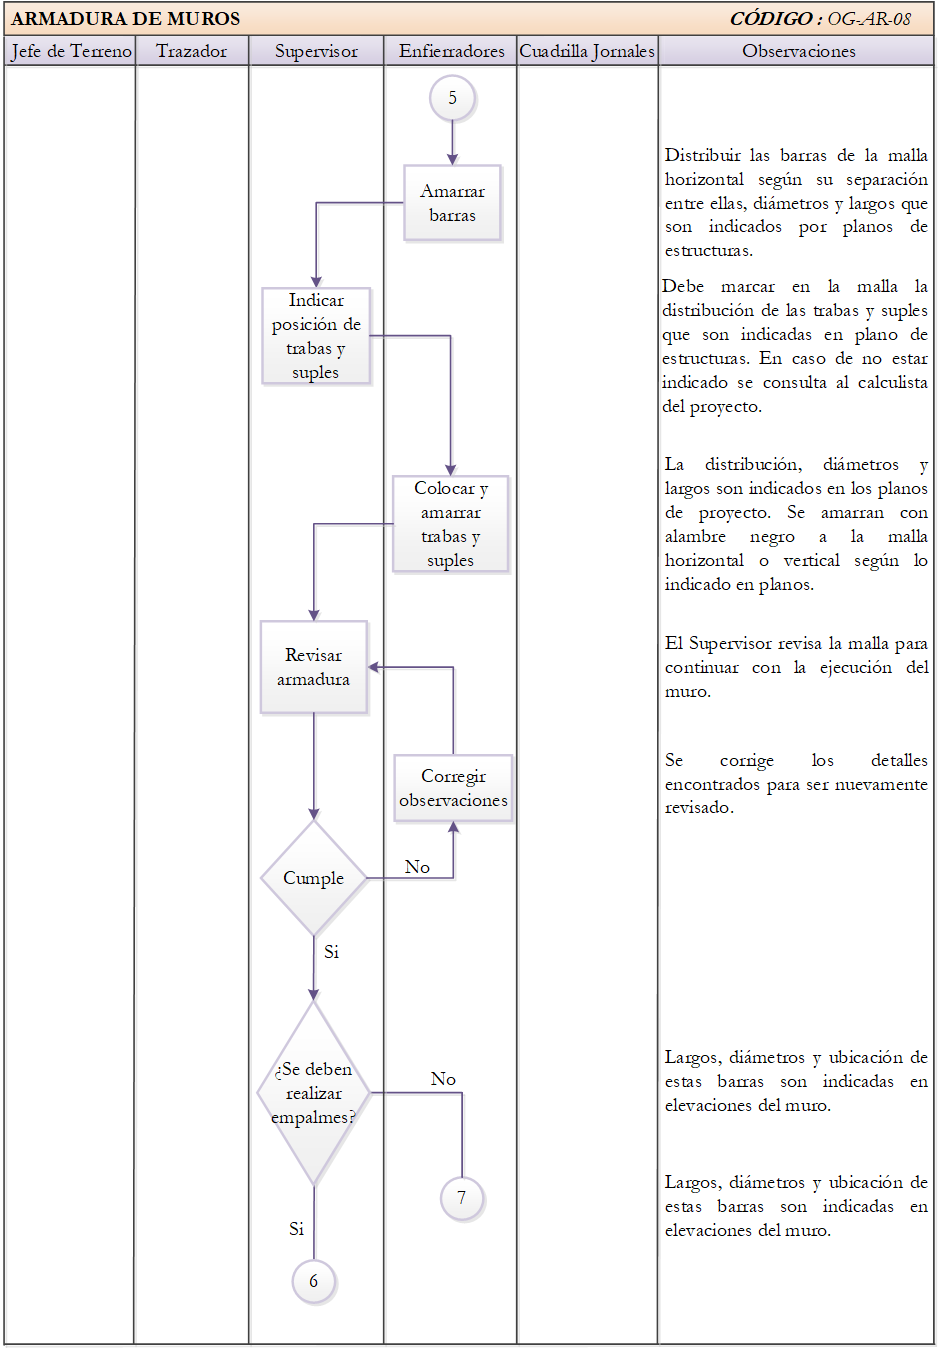 ARMADURA DE MUROS CÓDIGO : OG-AR-08
Jefe de Terreno Trazador Supervisor Enfierradores Cuadrilla Jornales Observaciones
5
Amarrar
barras
Distribuir las barras de la malla
horizontal según su separación
entre ellas, diámetros y largos que
son indicados por planos de
estructuras.
Indicar
posición de
trabas y
suples
Debe marcar en la malla la
distribución de las trabas y suples
que son indicadas en plano de
estructuras. En caso de no estar
indicado se consulta al calculista
del proyecto.
Colocar y
amarrar
trabas y
suples
La distribución, diámetros y
largos son indicados en los planos
de proyecto. Se amarran con
alambre negro a la malla
horizontal o vertical según lo
indicado en planos.
Revisar
armadura
El Supervisor revisa la malla para
continuar con la ejecución del
muro.
Corregir
observaciones
Se corrige los detalles
encontrados para ser nuevamente
revisado.
Cumple
No
Si
¿Se deben
realizar
empalmes?
No
Largos, diámetros y ubicación de
estas barras son indicadas en
elevaciones del muro.
7
Si
Largos, diámetros y ubicación de
estas barras son indicadas en
elevaciones del muro.
6